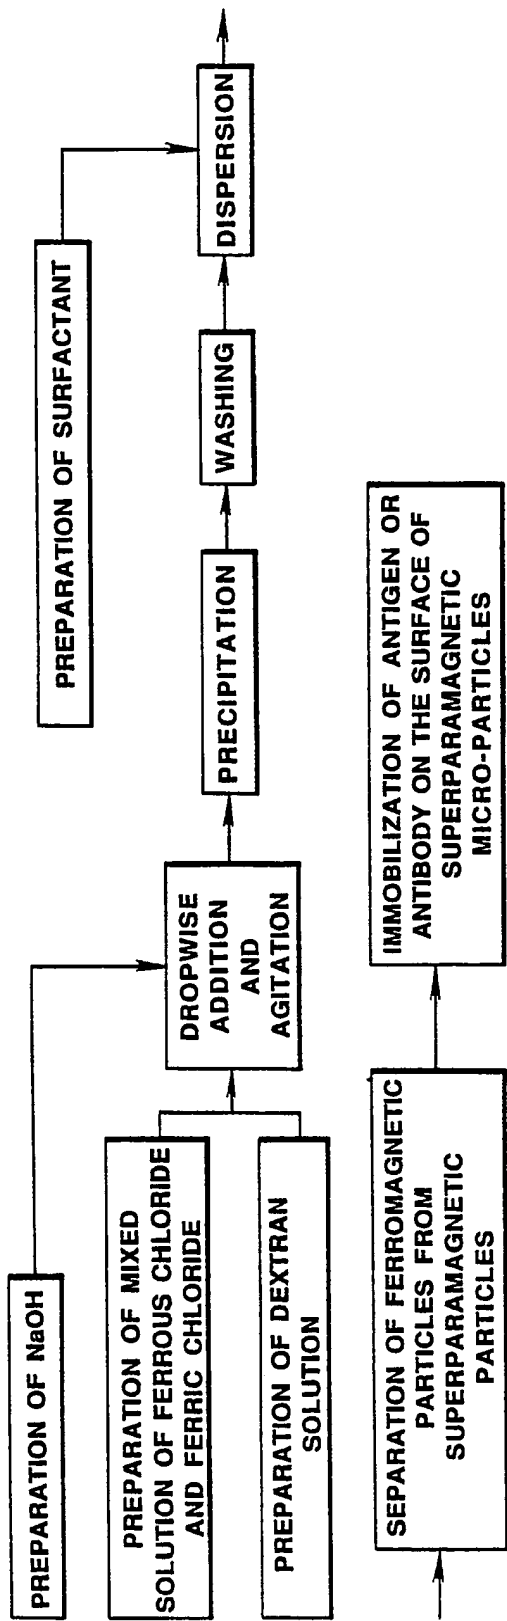 PREPARATION OF NaOH
PREPARATION OF MIXED
SOLUTION OF FERROUS CHLORIDE
AND FERRIC CHLORIDE
PREPARATION OF DEXTRAN
SOLUTION
DROPWISE
ADDITION
AND
AGITATION
PRECIPITATION
WASHING
PREPARATION OF SURFACTANT
DISPERSION
SEPARATION OF FERROMAGNETIC
PARTICLES FROM
SUPERPARAMAGNETIC
PARTICLES
IMMOBILIZATION OF ANTIGEN OR
ANTIBODY ON THE SURFACE OF
SUPERPARAMAGNETIC
MICRO-PARTICLES